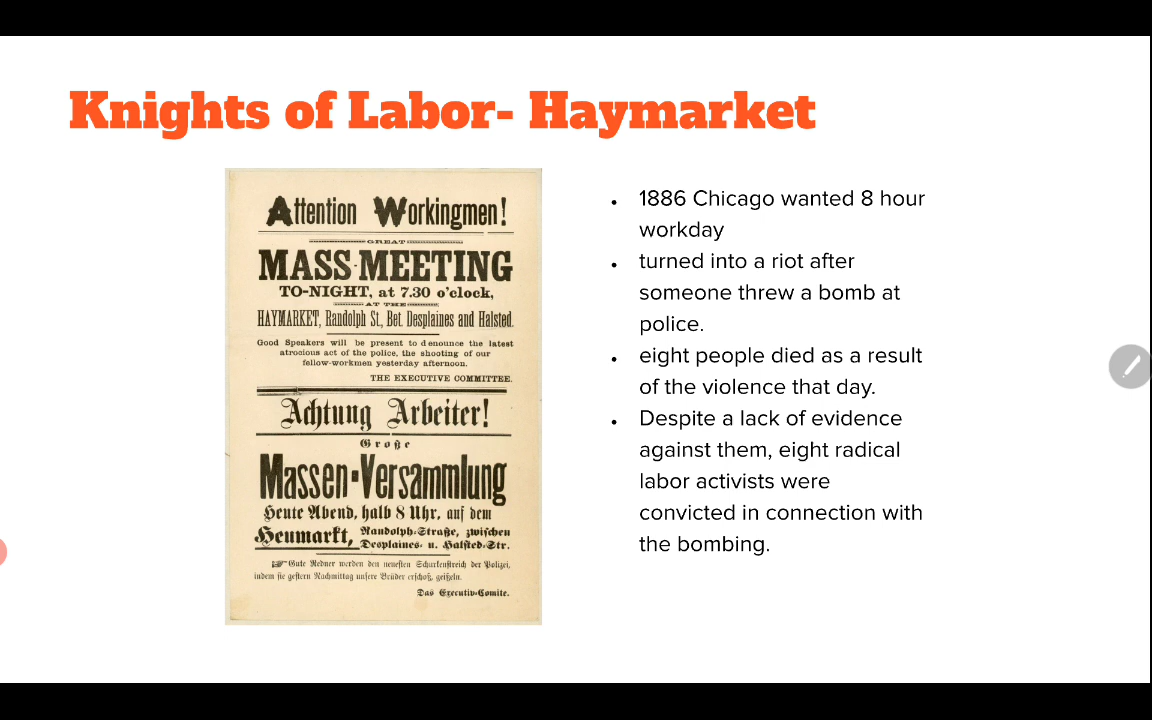 Knights of Labor- Haymarket
Attention Workingmen!
GREAT
MASS-MEETING
TO-NIGHT, at 7.30 o'clock,
AT THE
HAYMARKET, Randolph St., Bet. Desplaines and Halsted.
Good Speakers will be present to denounce the latest
atrocious act of the police, the shooting of our
fellow-workmen yesterday afternoon.
THE EXECUTIVE COMMITTEE.
Achtung Arbeiter!
Große
Massen-Versammlung
Heute Abend, halb 8 Uhr, auf dem
Heumarkt, Randolph-Straße, zwischen
Desplaines- u. Halsted-Str.
Gute Redner werden den neuesten Schurkenstreich der Polizei,
indem sie gestern Nachmittag unsere Brüder erschoß, geißeln.
Das Executiv-Comite.
• 1886 Chicago wanted 8 hour
workday
• turned into a riot after
someone threw a bomb at
police.
• eight people died as a result
of the violence that day.
• Despite a lack of evidence
against them, eight radical
labor activists were
convicted in connection with
the bombing.